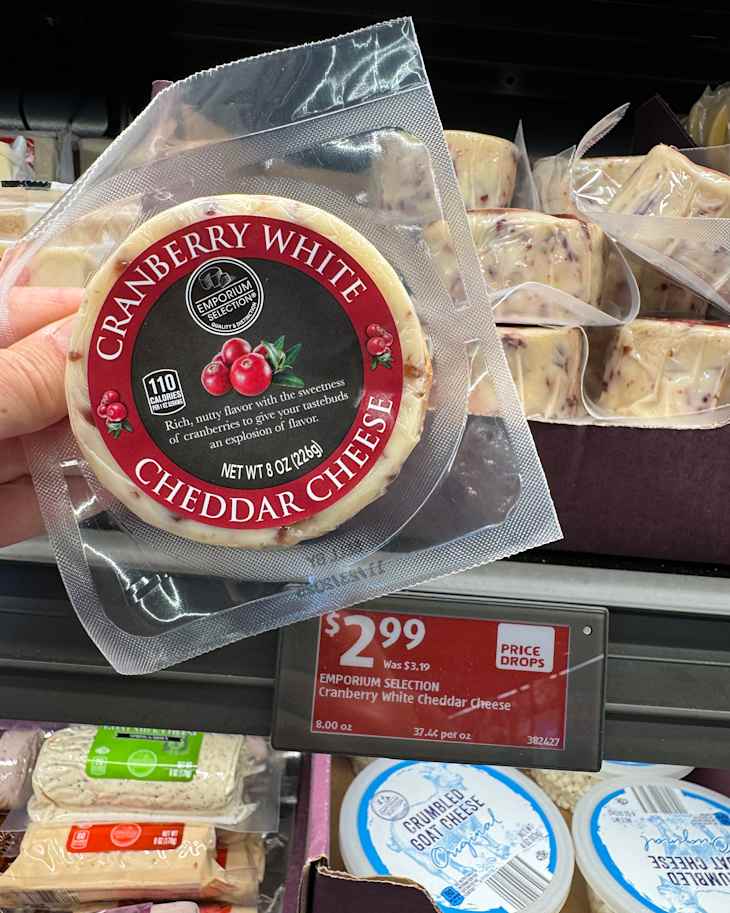 CRANBERRY WHITE
EMPORIUM
SELECTION®
110
CALORIES
Rich, nutty flavor with the sweetness
of cranberries to give your tastebuds
an explosion of flavor.
NET WT 8 OZ (226g)
CHEDDAR CHEESE
$2.99
Was $3.19
PRICE
DROPS
EMPORIUM SELECTION
Cranberry White Cheddar Cheese
8.00 oz
37.4¢ per oz
382427
CRUMBLED
GOAT CHEESE
Original
CRUMBLED
GOAT CHEESE
Original